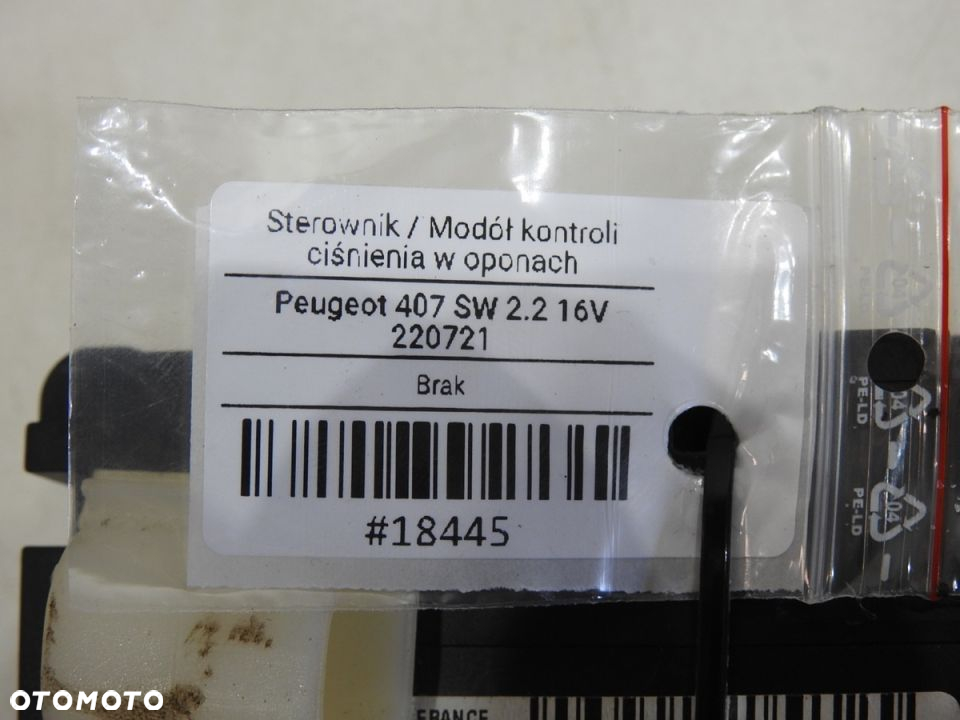 Sterownik / Modół kontroli
ciśnienia w oponach
Peugeot 407 SW 2.2 16V
220721
Brak
#18445
04
PE-LD
04
PE-LD
FRANCE
OTOMOTO